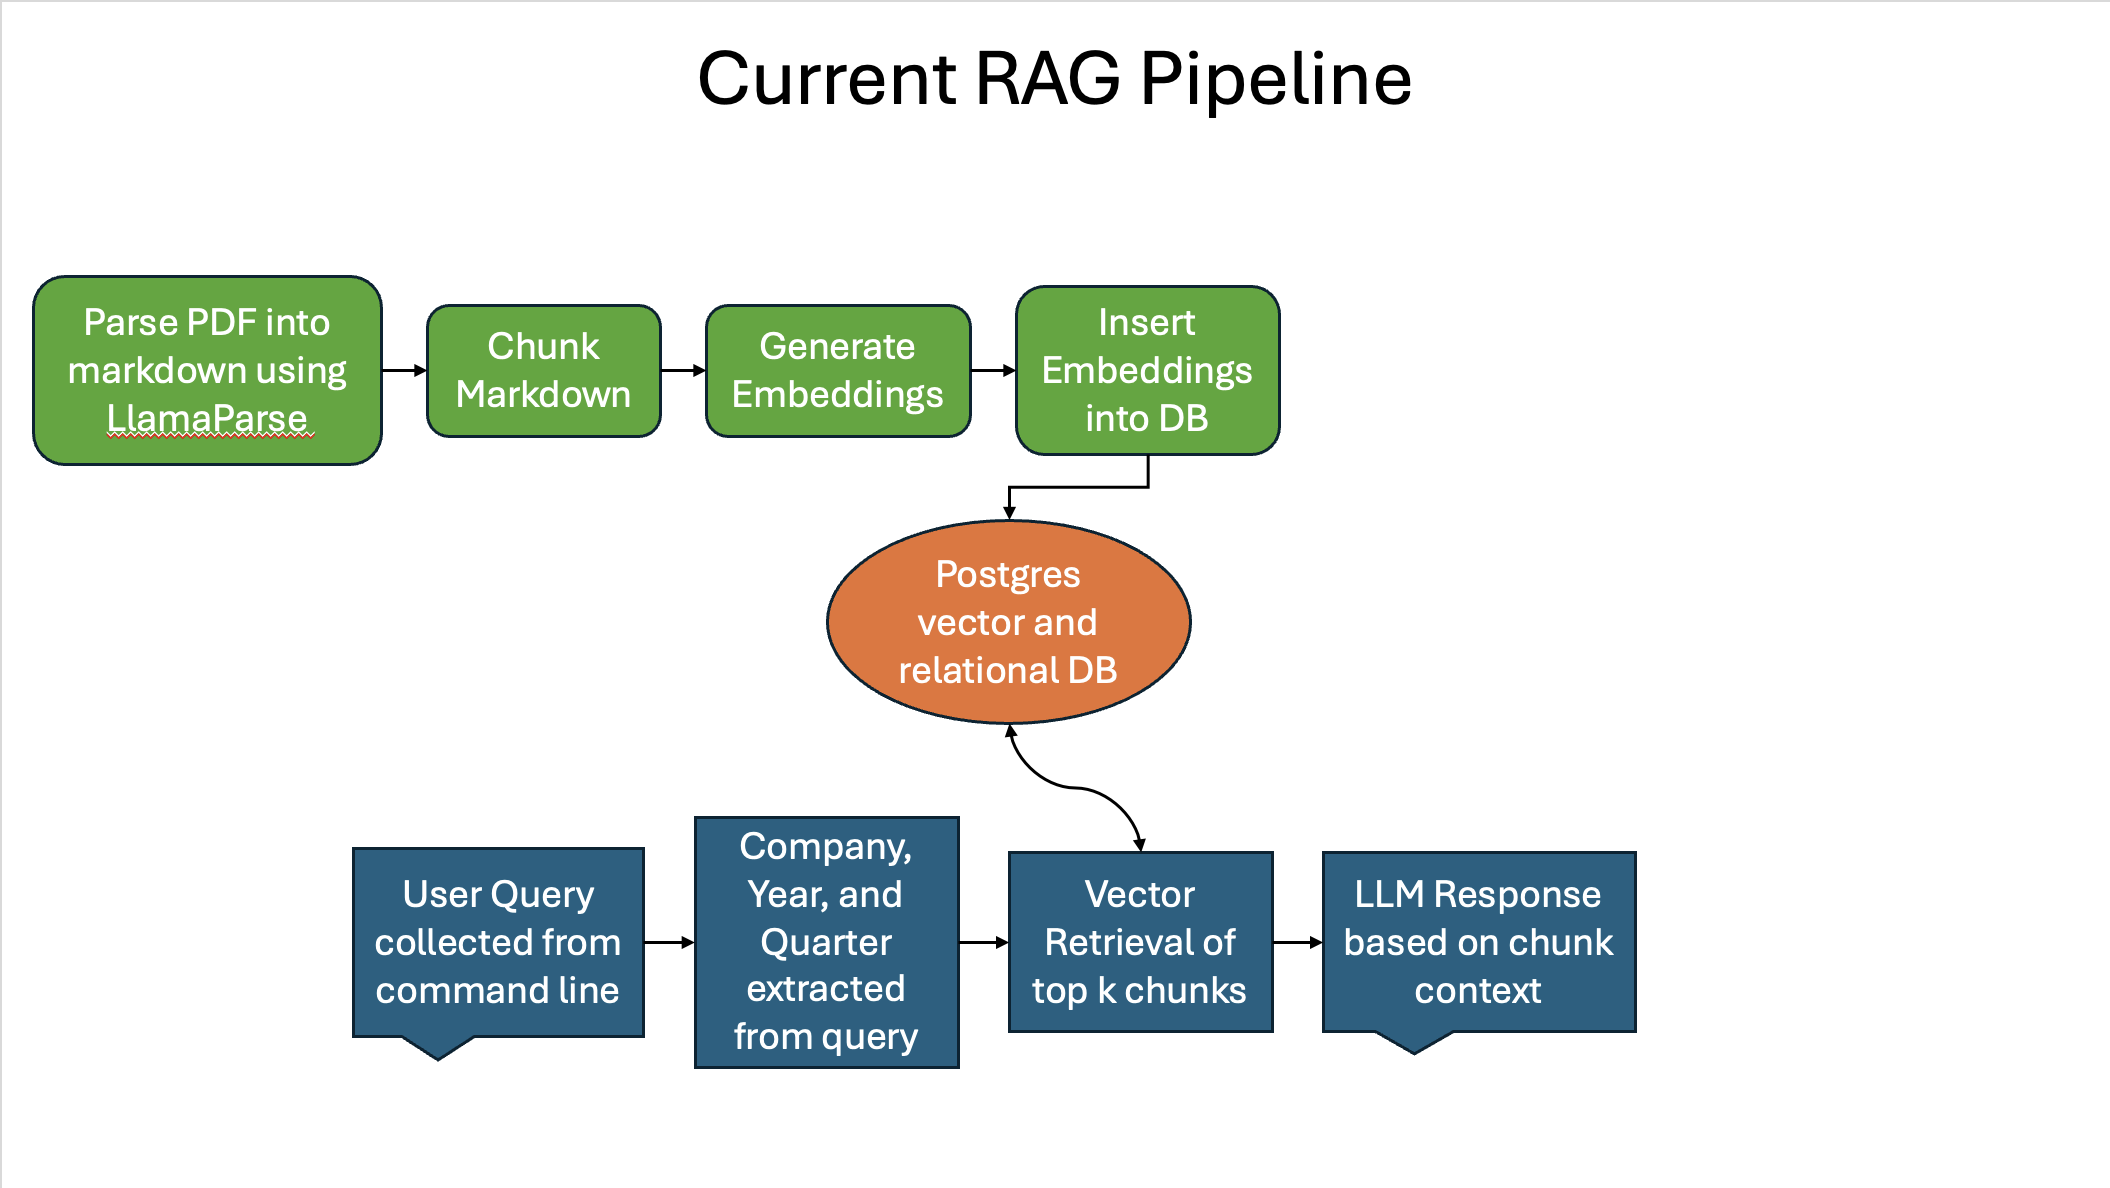 Current RAG Pipeline
Parse PDF into
markdown using
LlamaParse
Chunk
Markdown
Generate
Embeddings
Insert
Embeddings
into DB
Postgres
vector and
relational DB
User Query
collected from
command line
Company,
Year, and
Quarter
extracted
from query
Vector
Retrieval of
top k chunks
LLM Response
based on chunk
context